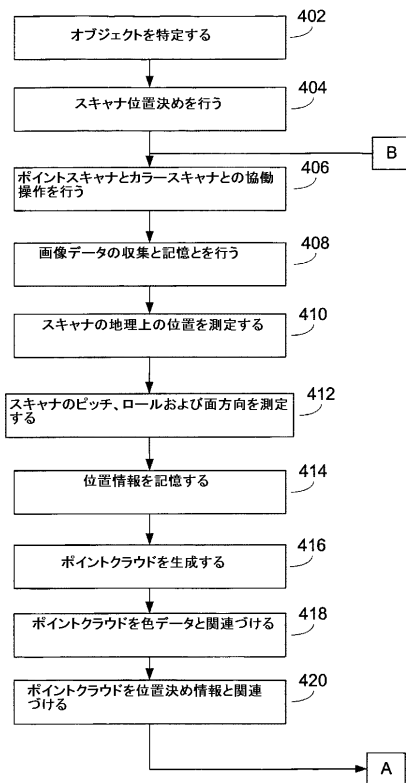 オブジェクトを特定する
402
スキャナ位置決めを行う
404
B
ポイントスキャナとカラースキャナとの協働
操作を行う
406
画像データの収集と記憶とを行う
408
スキャナの地理上の位置を測定する
410
スキャナのピッチ、ロールおよび面方向を測定
する
412
位置情報を記憶する
414
ポイントクラウドを生成する
416
ポイントクラウドを色データと関連づける
418
ポイントクラウドを位置決め情報と関連
づける
420
A